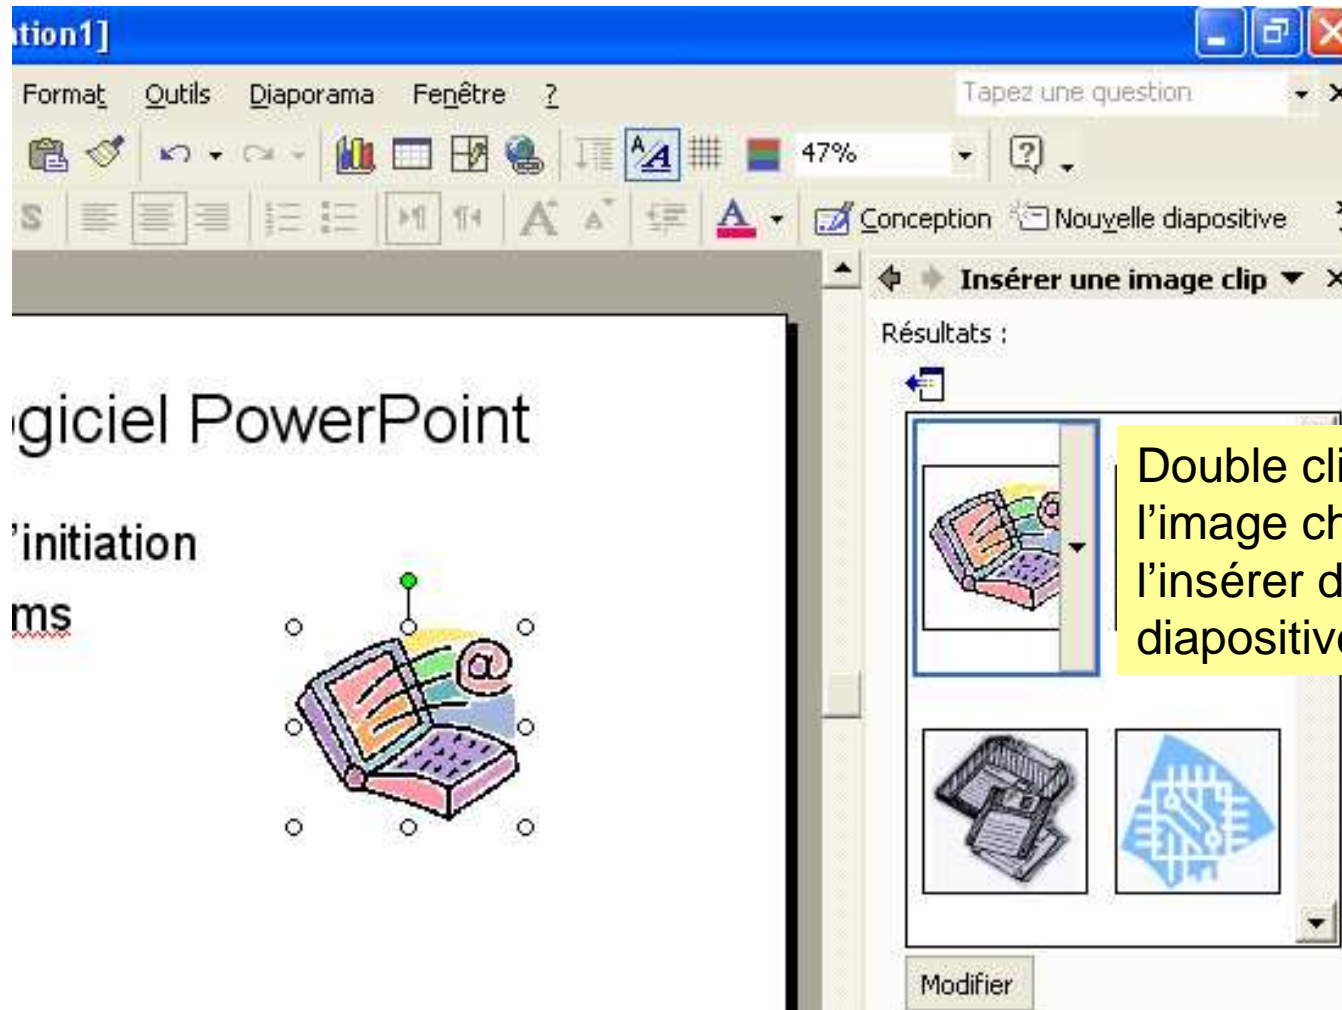 tion1]
Format Outils Diaporama Fenêtre ?
Tapez une question
47%
S
Conception Nouvelle diapositive
Insérer une image clip
Résultats :
giciel PowerPoint
'initiation
ms
Double cli
l’image ch
l’insérer d
diapositive
Modifier